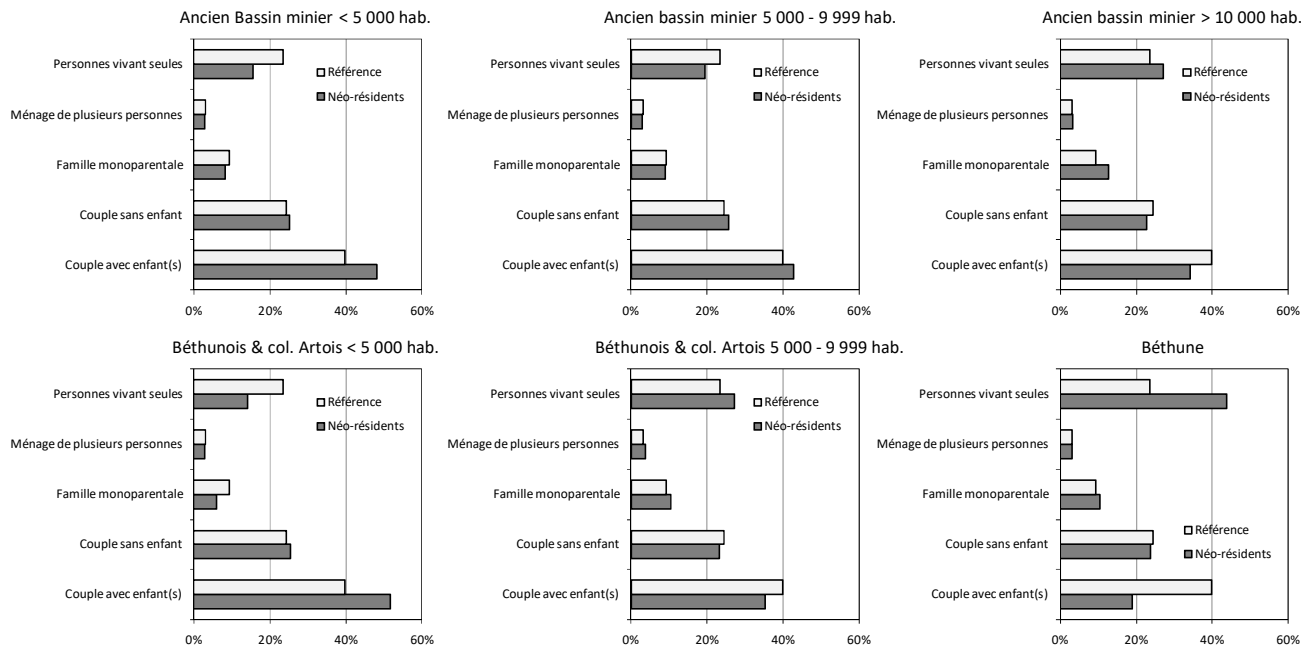 Ancien Bassin minier < 5 000 hab.
Personnes vivant seules
Ménage de plusieurs personnes
Famille monoparentale
Couple sans enfant
Couple avec enfant(s)
Référence
Néo-résidents
0% 20% 40% 60%
Ancien bassin minier 5 000 - 9 999 hab.
Personnes vivant seules
Ménage de plusieurs personnes
Famille monoparentale
Couple sans enfant
Couple avec enfant(s)
Référence
Néo-résidents
0% 20% 40% 60%
Ancien bassin minier > 10 000 hab.
Personnes vivant seules
Ménage de plusieurs personnes
Famille monoparentale
Couple sans enfant
Couple avec enfant(s)
Référence
Néo-résidents
0% 20% 40% 60%
Béthunois & col. Artois < 5 000 hab.
Personnes vivant seules
Ménage de plusieurs personnes
Famille monoparentale
Couple sans enfant
Couple avec enfant(s)
Référence
Néo-résidents
0% 20% 40% 60%
Béthunois & col. Artois 5 000 - 9 999 hab.
Personnes vivant seules
Ménage de plusieurs personnes
Famille monoparentale
Couple sans enfant
Couple avec enfant(s)
Référence
Néo-résidents
0% 20% 40% 60%
Béthune
Personnes vivant seules
Ménage de plusieurs personnes
Famille monoparentale
Couple sans enfant
Couple avec enfant(s)
Référence
Néo-résidents
0% 20% 40% 60%